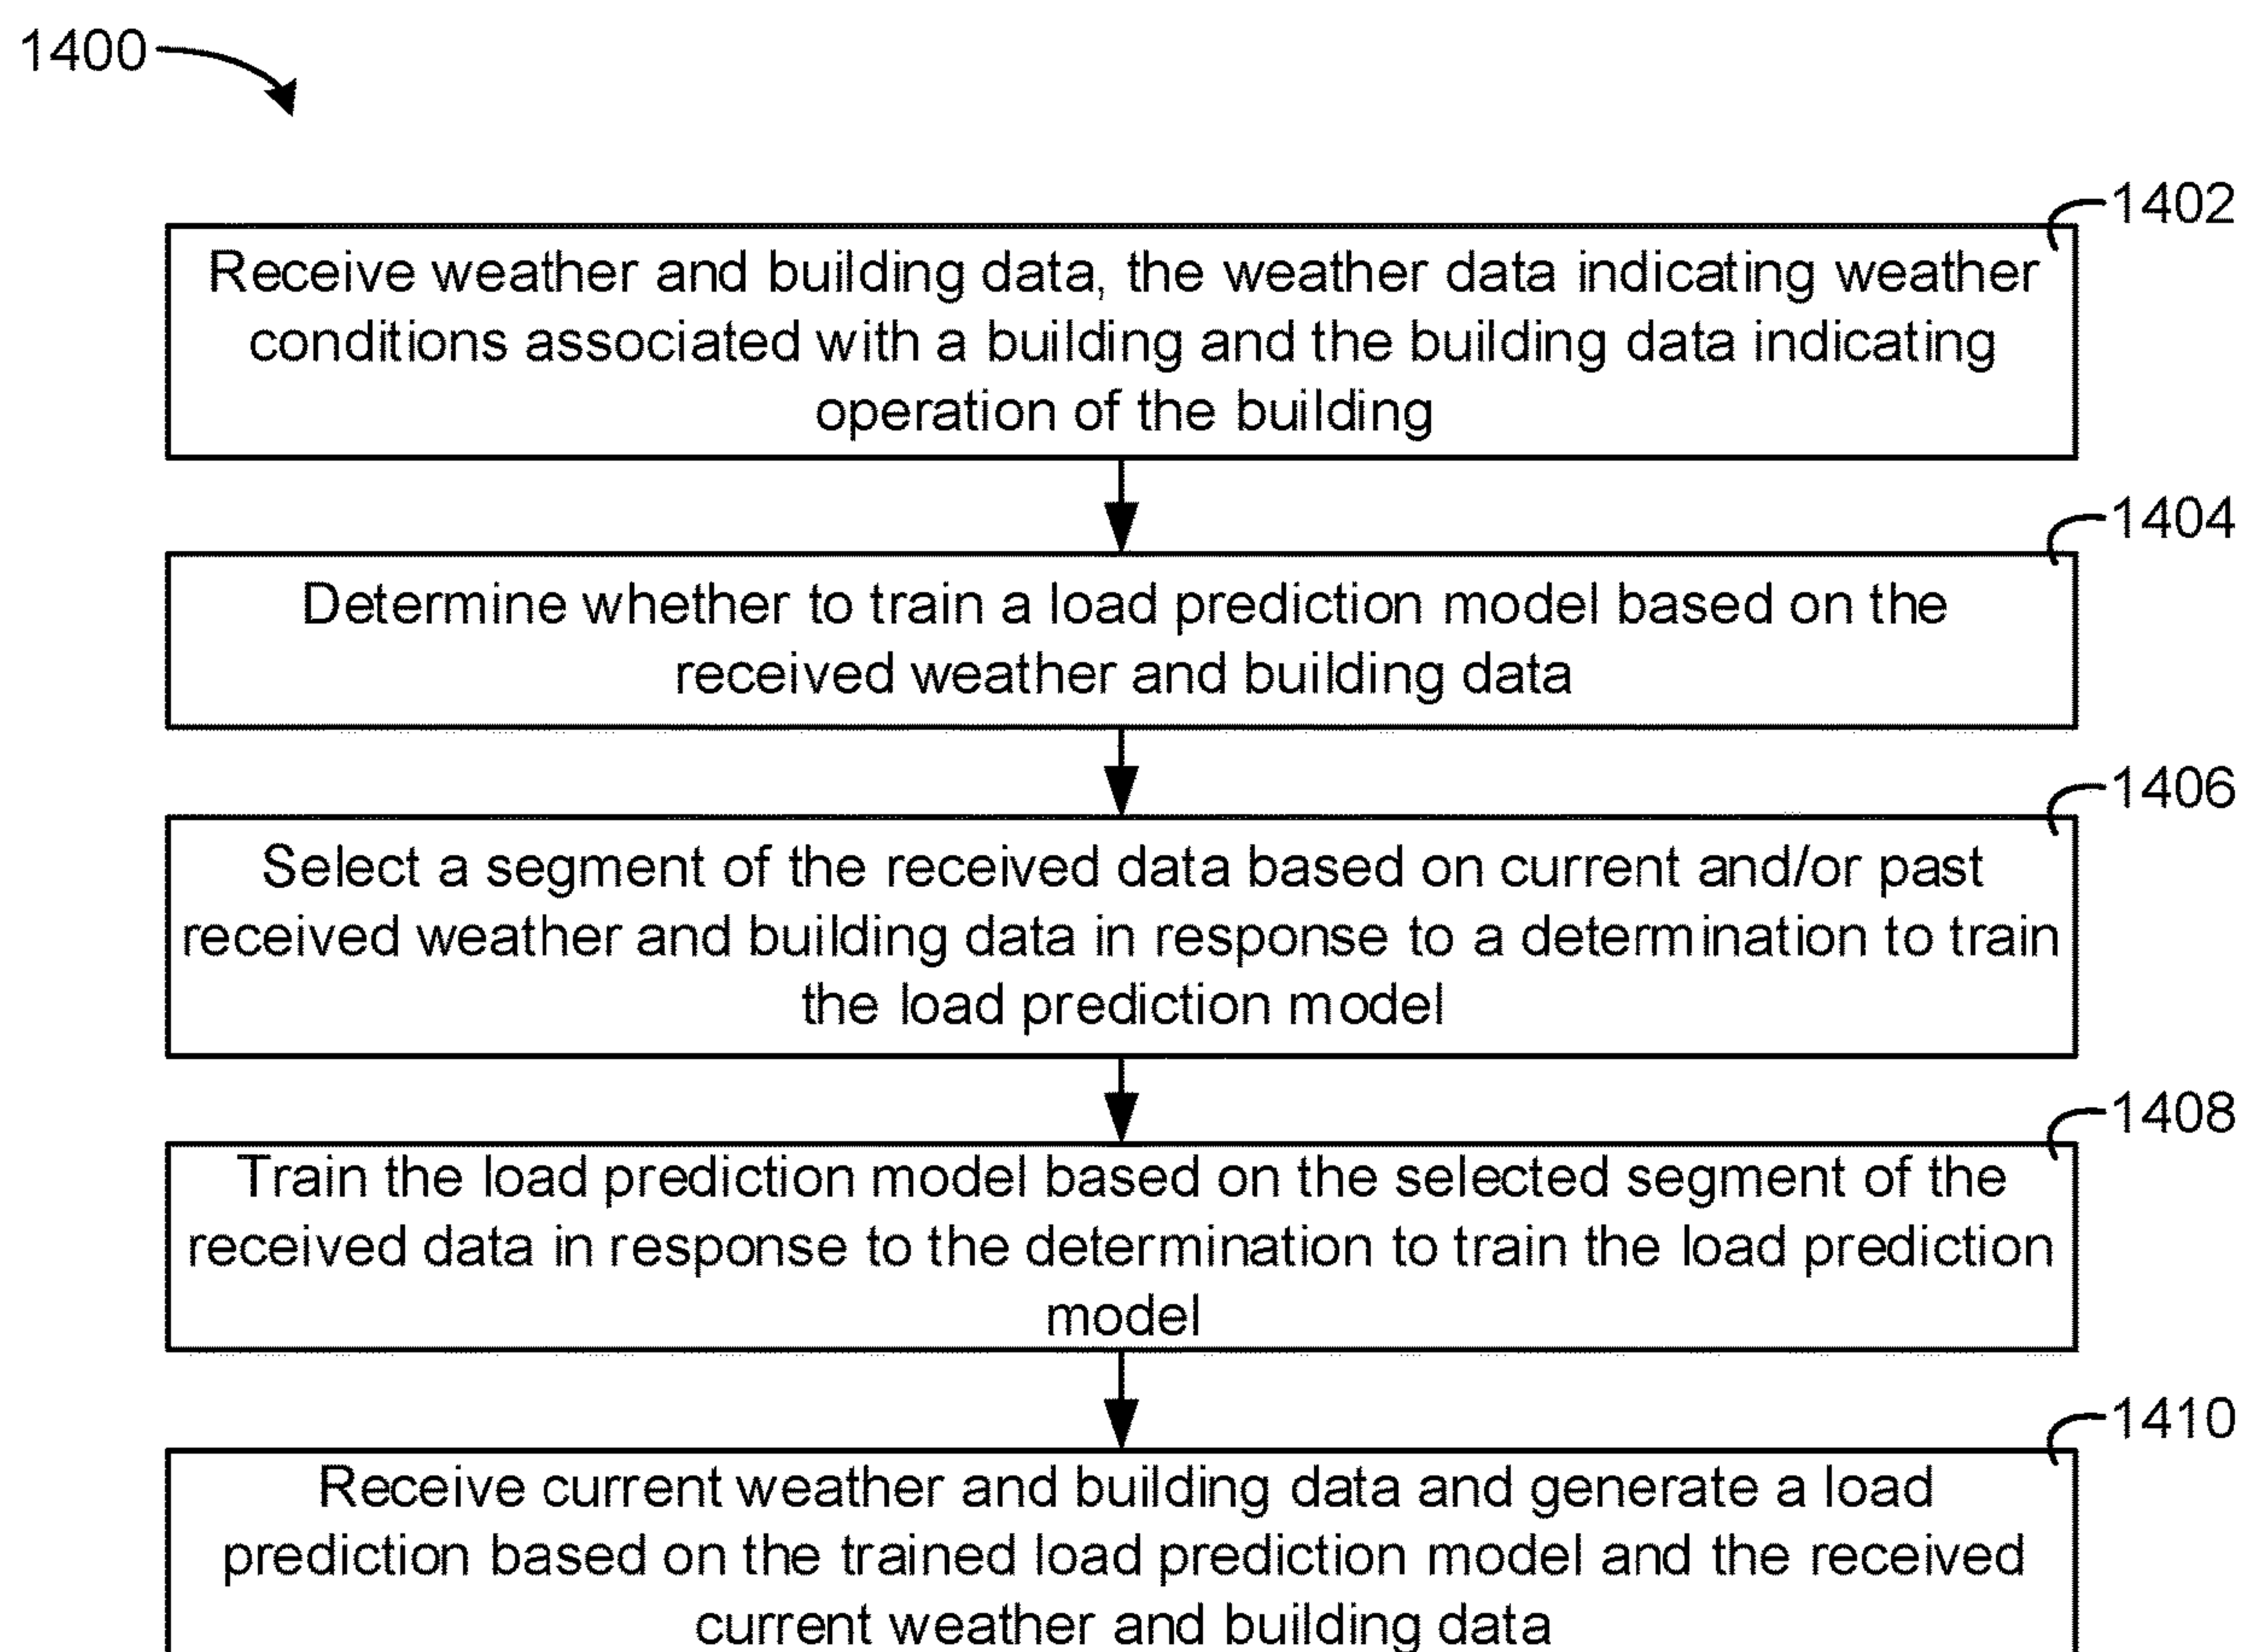 1400
1402
Receive weather and building data, the weather data indicating weather
conditions associated with a building and the building data indicating
operation of the building
1404
Determine whether to train a load prediction model based on the
received weather and building data
1406
Select a segment of the received data based on current and/or past
received weather and building data in response to a determination to train
the load prediction model
1408
Train the load prediction model based on the selected segment of the
received data in response to the determination to train the load prediction
model
1410
Receive current weather and building data and generate a load
prediction based on the trained load prediction model and the received
current weather and building data